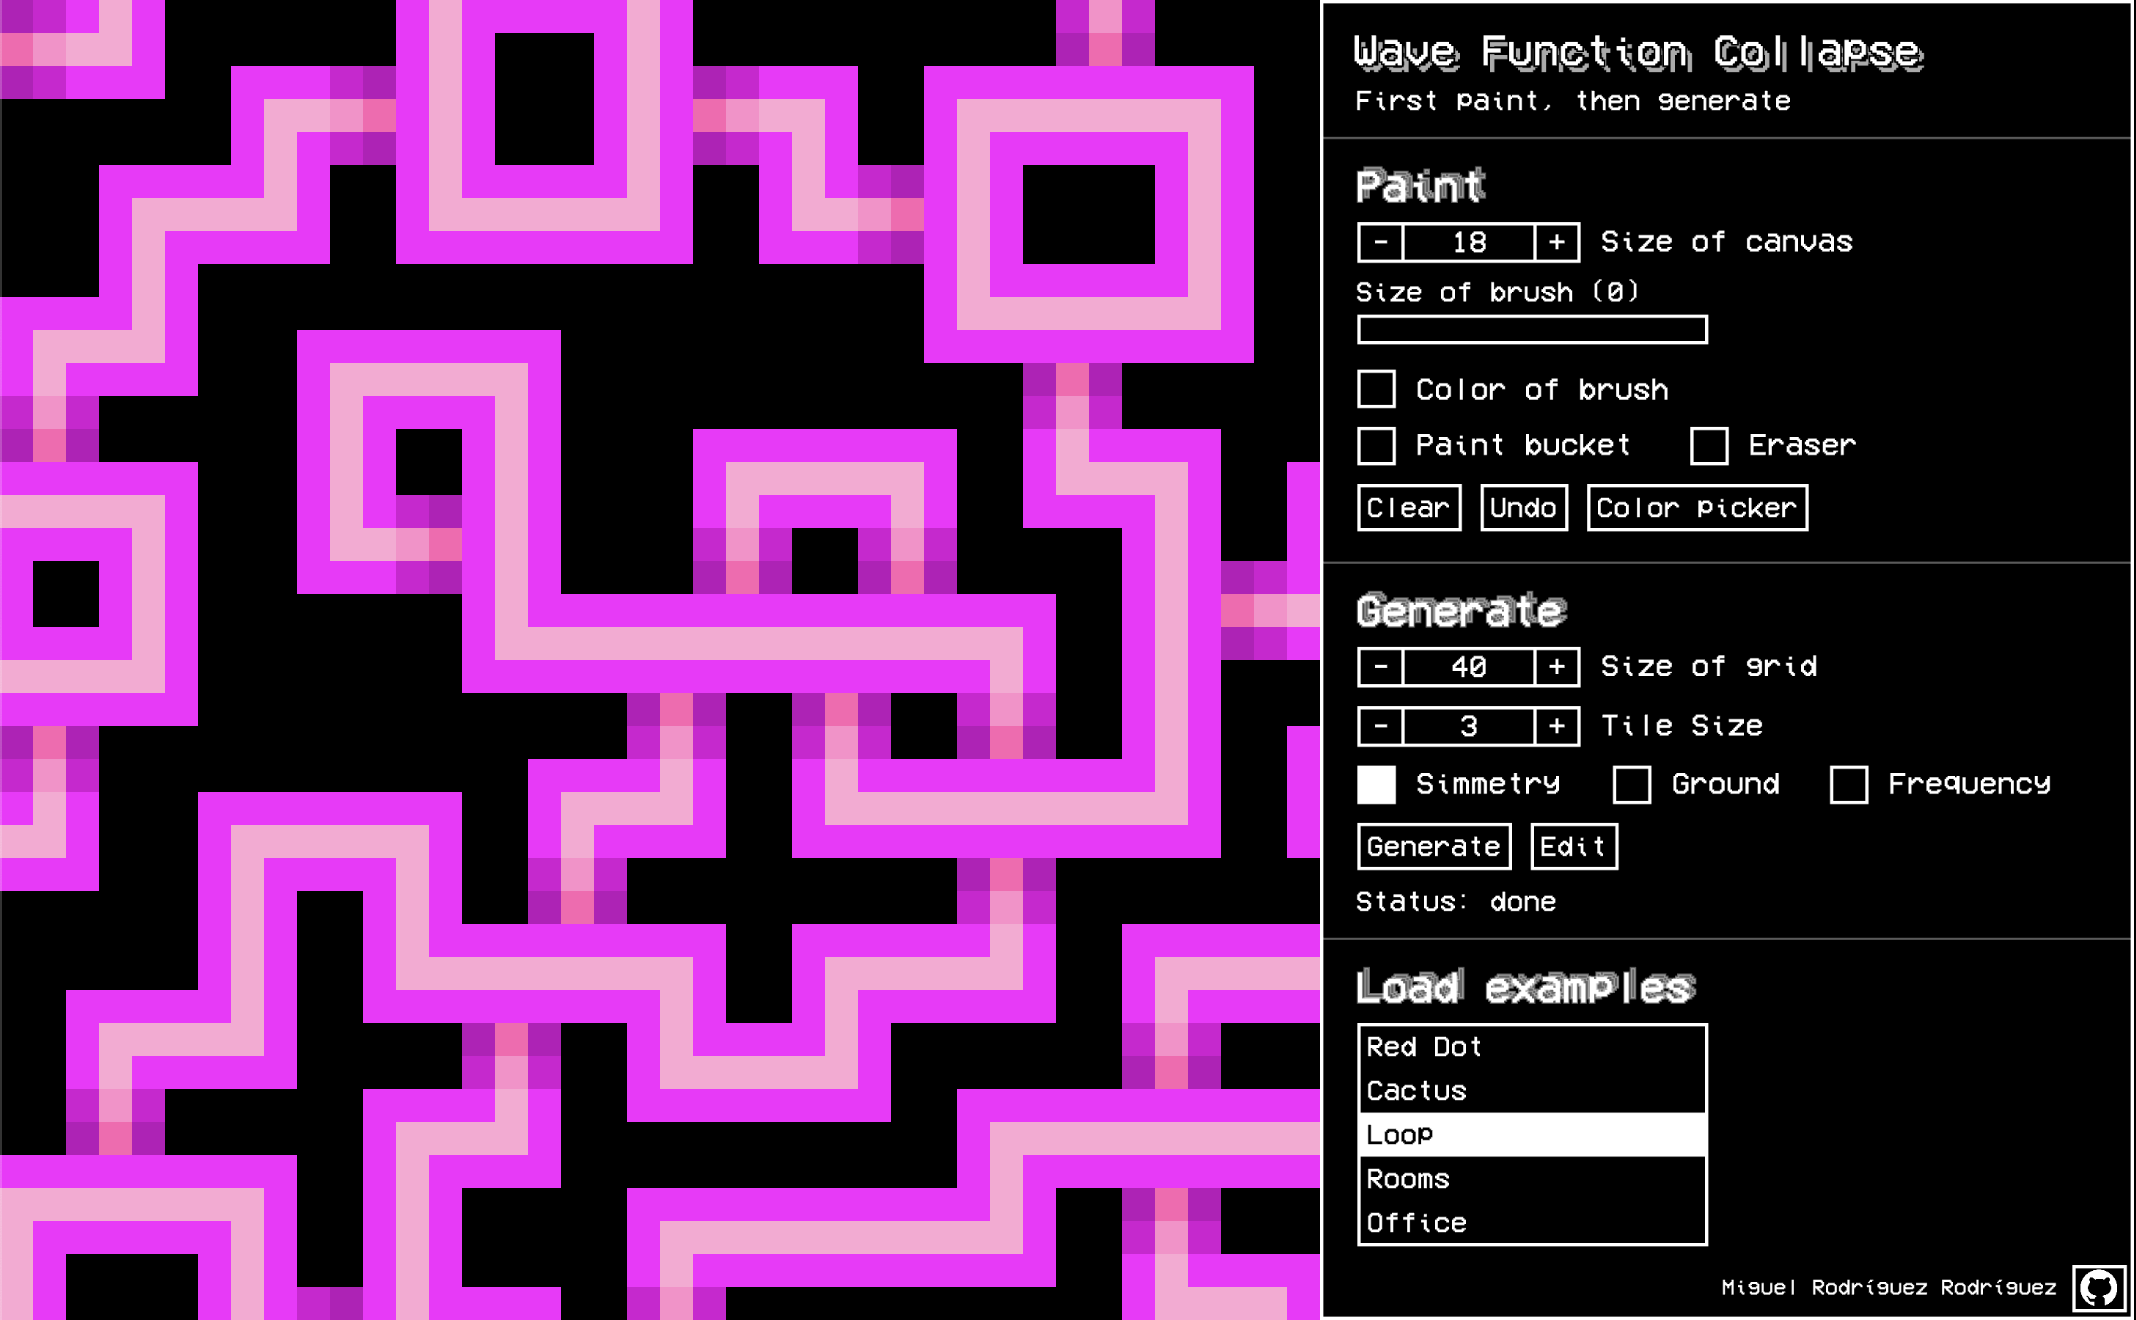 Wave Function Collapse
First paint, then generate
Paint
- 18 + Size of canvas
Size of brush (0)
Color of brush
Paint bucket Eraser
Clear Undo Color picker
Generate
- 40 + Size of grid
- 3 + Tile Size
Simmetry Ground Frequency
Generate Edit
Status: done
Load examples
Red Dot
Cactus
Loop
Rooms
Office
Miguel Rodríguez Rodríguez